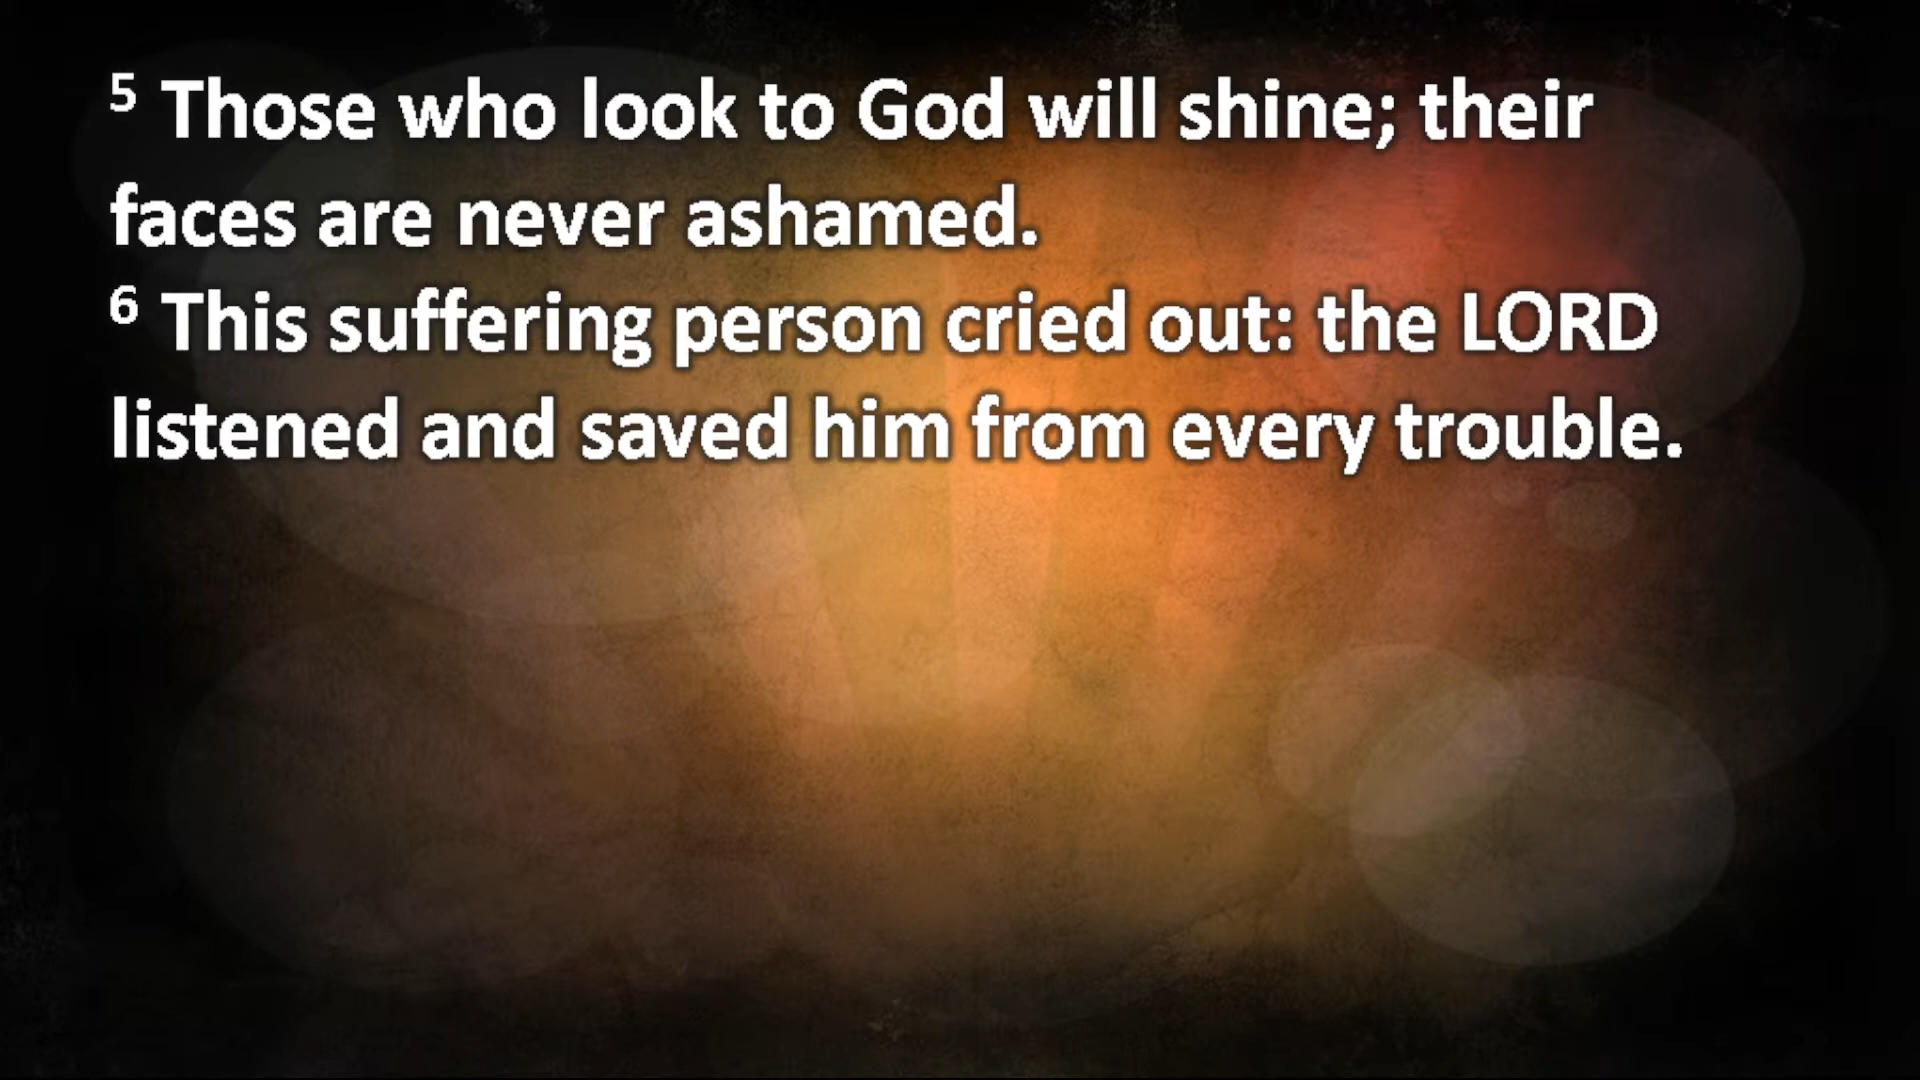 5 Those who look to God will shine; their
faces are never ashamed.
6 This suffering person cried out: the LORD
listened and saved him from every trouble.